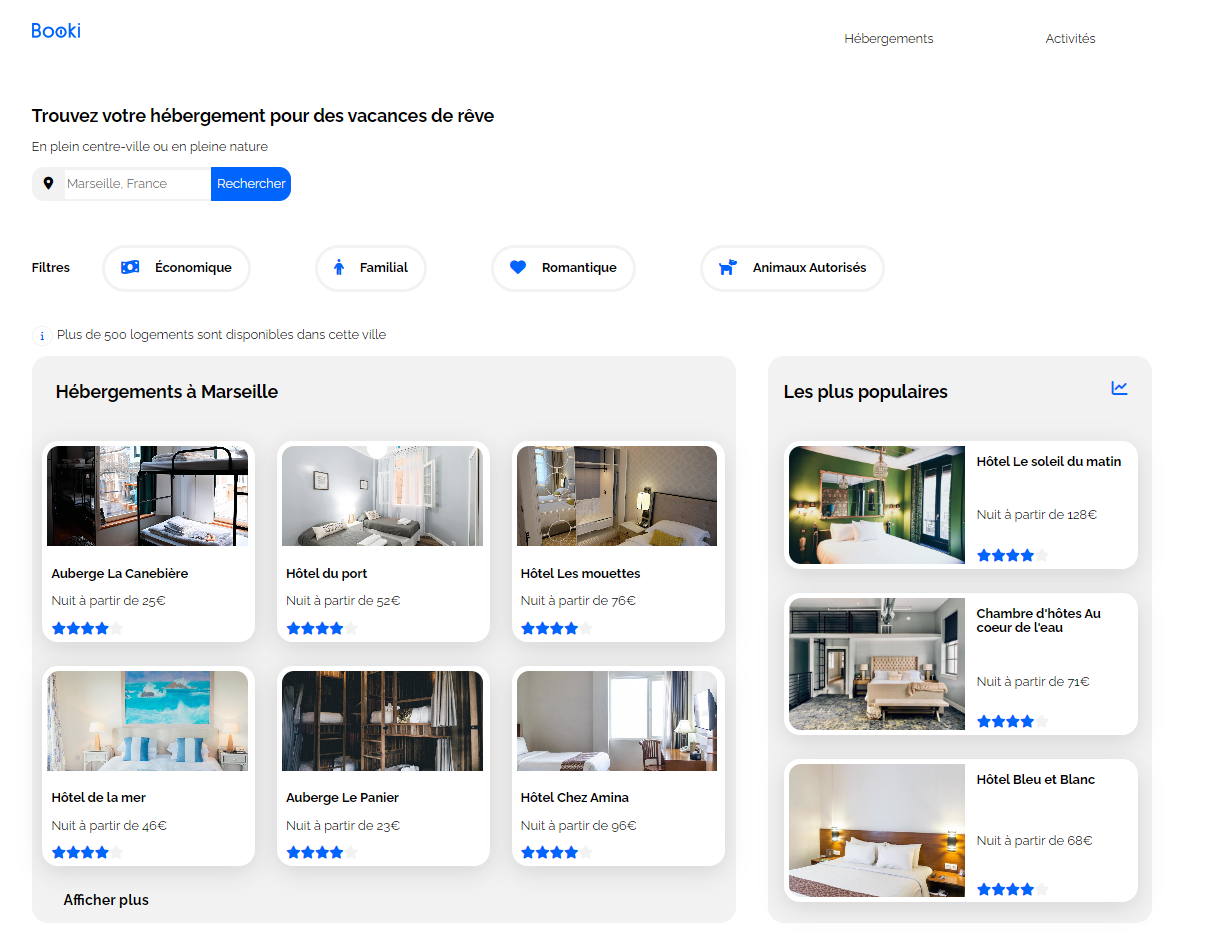 Booki
Hébergements
Activités
Trouvez votre hébergement pour des vacances de rêve
En plein centre-ville ou en pleine nature
Marseille, France
Rechercher
Filtres
Économique
Familial
Romantique
Animaux Autorisés
i Plus de 500 logements sont disponibles dans cette ville
Hébergements à Marseille
Auberge La Canebière
Nuit à partir de 25€
Hôtel du port
Nuit à partir de 52€
Hôtel Les mouettes
Nuit à partir de 76€
Hôtel de la mer
Nuit à partir de 46€
Auberge Le Panier
Nuit à partir de 23€
Hôtel Chez Amina
Nuit à partir de 96€
Afficher plus
Les plus populaires
Hôtel Le soleil du matin
Nuit à partir de 128€
Chambre d'hôtes Au
coeur de l'eau
Nuit à partir de 71€
Hôtel Bleu et Blanc
Nuit à partir de 68€